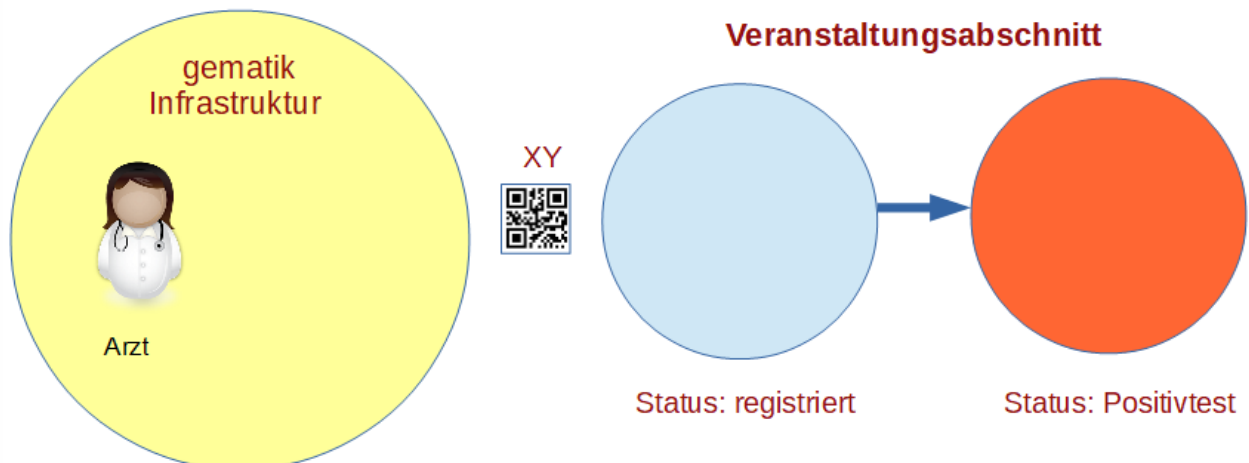 gematik
Infrastruktur
Arzt
XY
Veranstaltungsabschnitt
Status: registriert
Status: Positivtest